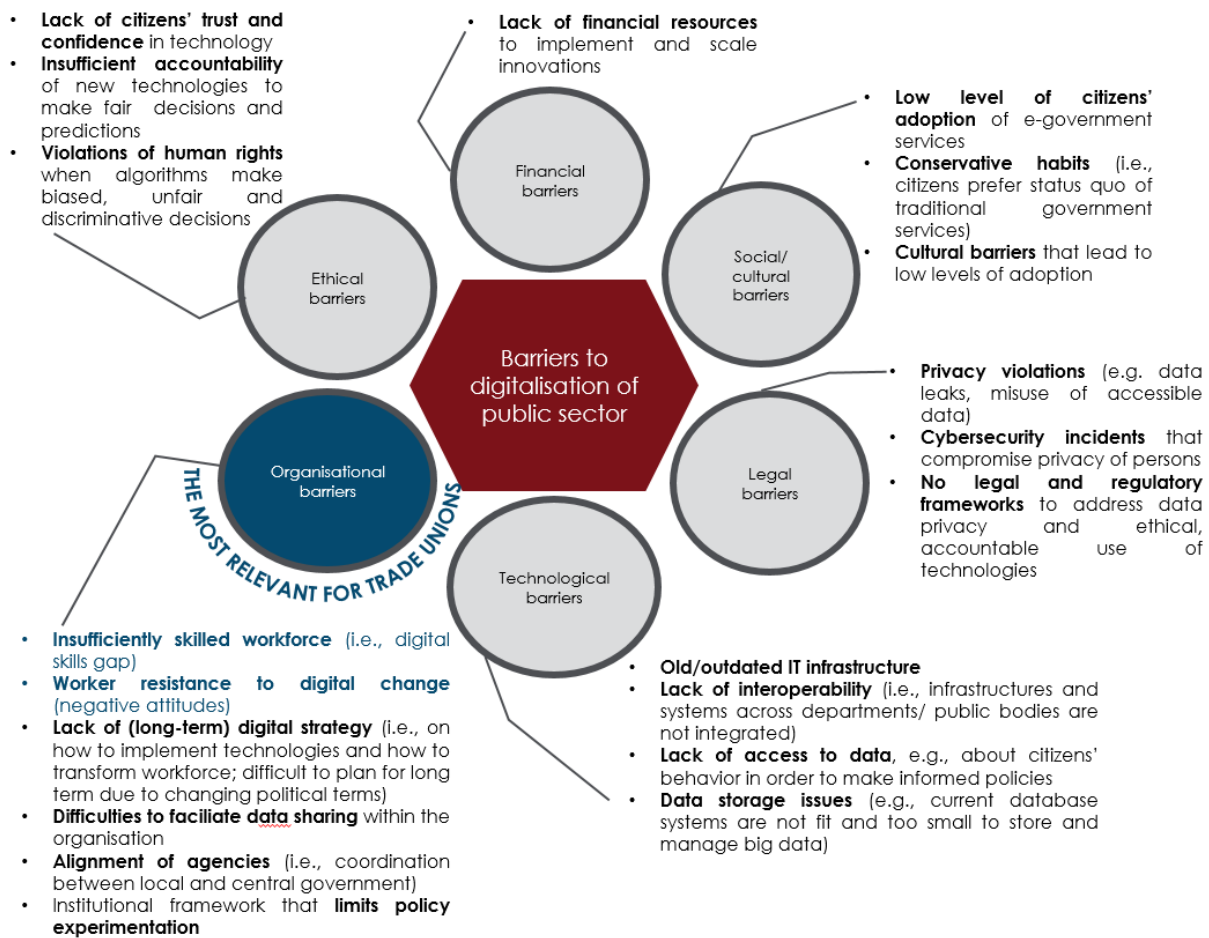 • Lack of citizens’ trust and
confidence in technology
• Insufficient accountability
of new technologies to
make fair decisions and
predictions
• Violations of human rights
when algorithms make
biased, unfair and
discriminative decisions
• Lack of financial resources
to implement and scale
innovations
• Low level of citizens’
adoption of e-government
services
• Conservative habits (i.e.,
citizens prefer status quo of
traditional government
services)
• Cultural barriers that lead to
low levels of adoption
Financial
barriers
Ethical
barriers
Social/
cultural
barriers
Barriers to
digitalisation of
public sector
• Privacy violations (e.g. data
leaks, misuse of accessible
data)
• Cybersecurity incidents that
compromise privacy of persons
• No legal and regulatory
frameworks to address data
privacy and ethical,
accountable use of
technologies
Organisational
barriers
THE MOST RELEVANT FOR TRADE UNIONS
Legal
barriers
Technological
barriers
• Insufficiently skilled workforce (i.e., digital
skills gap)
• Worker resistance to digital change
(negative attitudes)
• Lack of (long-term) digital strategy (i.e., on
how to implement technologies and how to
transform workforce; difficult to plan for long
term due to changing political terms)
• Difficulties to faciliate data sharing within the
organisation
• Alignment of agencies (i.e., coordination
between local and central government)
• Institutional framework that limits policy
experimentation
• Old/outdated IT infrastructure
• Lack of interoperability (i.e., infrastructures and
systems across departments/ public bodies are
not integrated)
• Lack of access to data, e.g., about citizens’
behavior in order to make informed policies
• Data storage issues (e.g., current database
systems are not fit and too small to store and
manage big data)